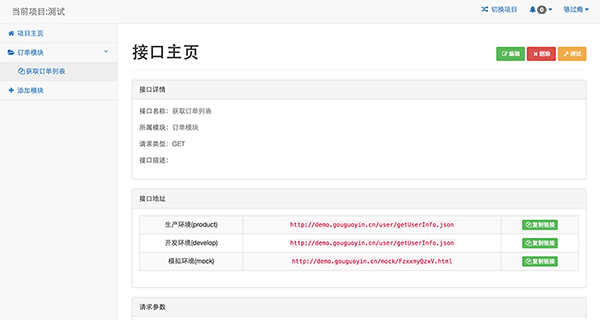 当前项目:测试
切换项目
0
够过瘾
项目主页
订单模块
获取订单列表
添加模块
接口主页
编辑
删除
调试
接口详情
接口名称：获取订单列表
所属模块：订单模块
请求类型：GET
接口描述：
接口地址
生产环境(product) http://demo.gouguoyin.cn/user/getUserInfo.json 复制链接
开发环境(develop) http://demo.gouguoyin.cn/user/getUserInfo.json 复制链接
模拟环境(mock) http://demo.gouguoyin.cn/mock/FzxxmyQzxV.html 复制链接
请求参数